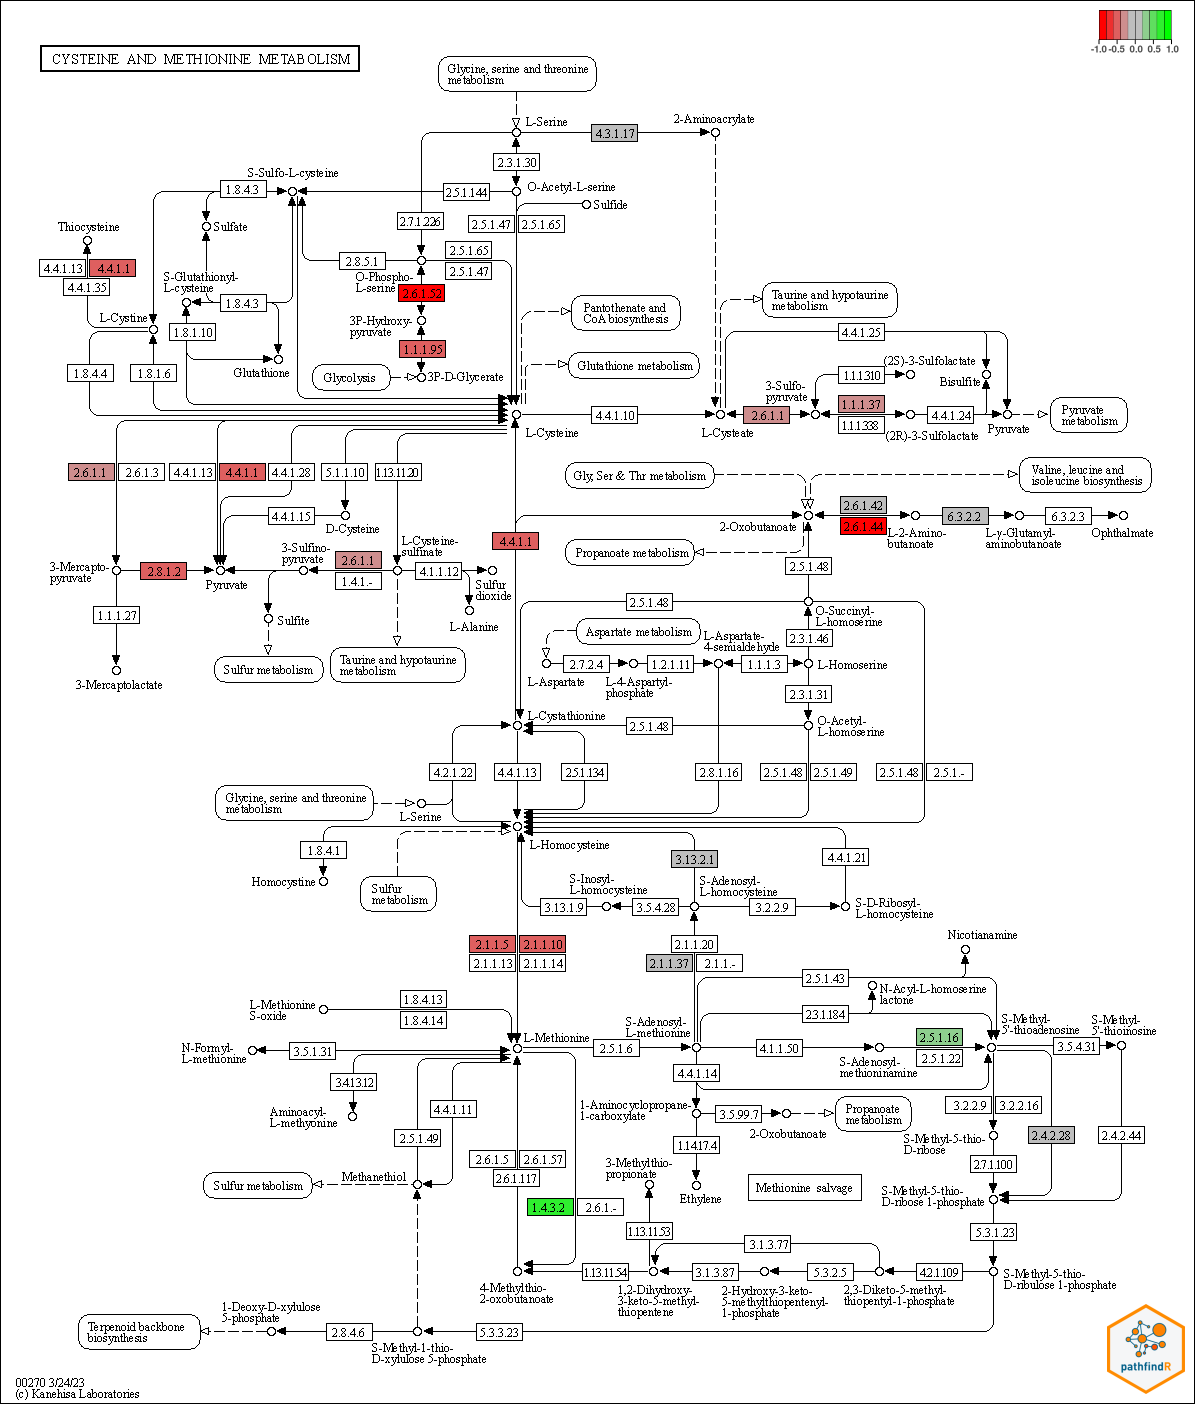 CYSTEINE AND METHIONINE METABOLISM
-1.0 -0.5 0.0 0.5 1.0
Glycine, serine and threonine
metabolism
L-Serine
4.3.1.17
2-Aminoacrylate
2.3.1.30
S-Sulfo-L-cysteine
1.8.4.3
2.5.1.144
O-Acetyl-L-serine
Sulfide
Thiocysteine
Sulfate
2.7.1.226
2.5.1.47
2.5.1.65
2.5.1.65
2.5.1.47
2.8.5.1
4.4.1.13
4.4.1.1
4.4.1.35
S-Glutathionyl-
L-cysteine
O-Phospho-
L-serine
2.6.1.52
1.8.4.3
L-Cystine
1.8.1.10
3P-Hydroxy-
pyruvate
Pantothenate and
CoA biosynthesis
Taurine and hypotaurine
metabolism
4.4.1.25
1.1.1.95
Glutathione
1.8.4.4
1.8.1.6
Glycolysis
3P-D-Glycerate
Glutathione metabolism
(2S)-3-Sulfolactate
1.1.1.310
Bisulfite
3-Sulfo-
pyruvate
4.4.1.10
2.6.1.1
1.1.1.37
1.1.1.338
4.4.1.24
L-Cysteine
L-Cysteate
(2R)-3-Sulfolactate
Pyruvate
Pyruvate
metabolism
2.6.1.1
2.6.1.3
4.4.1.13
4.4.1.1
4.4.1.28
5.1.1.10
1.13.11.20
Gly, Ser & Thr metabolism
Valine, leucine and
isoleucine biosynthesis
4.4.1.15
D-Cysteine
2-Oxobutanoate
2.6.1.42
2.6.1.44
L-2-Amino-
butanoate
6.3.2.2
L-γ-Glutamyl-
aminobutanoate
6.3.2.3
Ophthalmate
3-Sulfino-
pyruvate
2.6.1.1
L-Cysteine-
sulfinate
4.4.1.1
Propanoate metabolism
3-Mercapto-
pyruvate
2.8.1.2
Pyruvate
1.4.1.-
4.1.1.12
Sulfur
dioxide
2.5.1.48
1.1.1.27
Sulfite
L-Alanine
2.5.1.48
O-Succinyl-
L-homoserine
Aspartate metabolism
L-Aspartate-
4-semialdehyde
2.3.1.46
Sulfur metabolism
Taurine and hypotaurine
metabolism
2.7.2.4
1.2.1.11
1.1.1.3
L-Homoserine
3-Mercaptolactate
L-Aspartate
L-4-Aspartyl-
phosphate
2.3.1.31
L-Cystathionine
2.5.1.48
O-Acetyl-
L-homoserine
4.2.1.22
4.4.1.13
2.5.1.134
2.8.1.16
2.5.1.48
2.5.1.49
2.5.1.48
2.5.1.-
Glycine, serine and threonine
metabolism
L-Serine
1.8.4.1
L-Homocysteine
Homocystine
Sulfur
metabolism
3.13.2.1
4.4.1.21
S-Inosyl-
L-homocysteine
S-Adenosyl-
L-homocysteine
3.13.1.9
3.5.4.28
3.2.2.9
S-D-Ribosyl-
L-homocysteine
2.1.1.5
2.1.1.10
2.1.1.13
2.1.1.14
2.1.1.20
2.1.1.37
2.1.1.-
Nicotianamine
2.5.1.43
L-Methionine
S-oxide
1.8.4.13
1.8.4.14
N-Acyl-L-homoserine
lactone
2.3.1.184
S-Adenosyl-
L-methionine
S-Methyl-
5'-thioadenosine
S-Methyl-
5'-thioinosine
N-Formyl-
L-methionine
3.5.1.31
L-Methionine
2.5.1.6
4.1.1.50
2.5.1.16
2.5.1.22
3.5.4.31
S-Adenosyl-
methioninamine
3.4.13.12
4.4.1.14
Aminoacyl-
L-methyonine
4.4.1.11
1-Aminocyclopropane-
1-carboxylate
3.5.99.7
2-Oxobutanoate
Propanoate
metabolism
3.2.2.9
3.2.2.16
2.5.1.49
1.14.17.4
S-Methyl-5-thio-
D-ribose
2.4.2.28
2.4.2.44
2.6.1.5
2.6.1.57
2.6.1.117
3-Methylthio-
propionate
2.7.1.100
Sulfur metabolism
Methanethiol
Ethylene
Methionine salvage
S-Methyl-5-thio-
D-ribose 1-phosphate
1.4.3.2
2.6.1.-
1.13.11.53
3.1.3.77
5.3.1.23
1.13.11.54
3.1.3.87
5.3.2.5
4.2.1.109
4-Methylthio-
2-oxobutanoate
1,2-Dihydroxy-
3-keto-5-methyl-
thiopentene
2-Hydroxy-3-keto-
5-methylthiopentenyl-
1-phosphate
2,3-Diketo-5-methyl-
thiopentyl-1-phosphate
S-Methyl-5-thio-
D-ribulose 1-phosphate
1-Deoxy-D-xylulose
5-phosphate
Terpenoid backbone
biosynthesis
2.8.4.6
5.3.3.23
S-Methyl-1-thio-
D-xylulose 5-phosphate
pathfindR
00270 3/24/23
(c) Kanehisa Laboratories